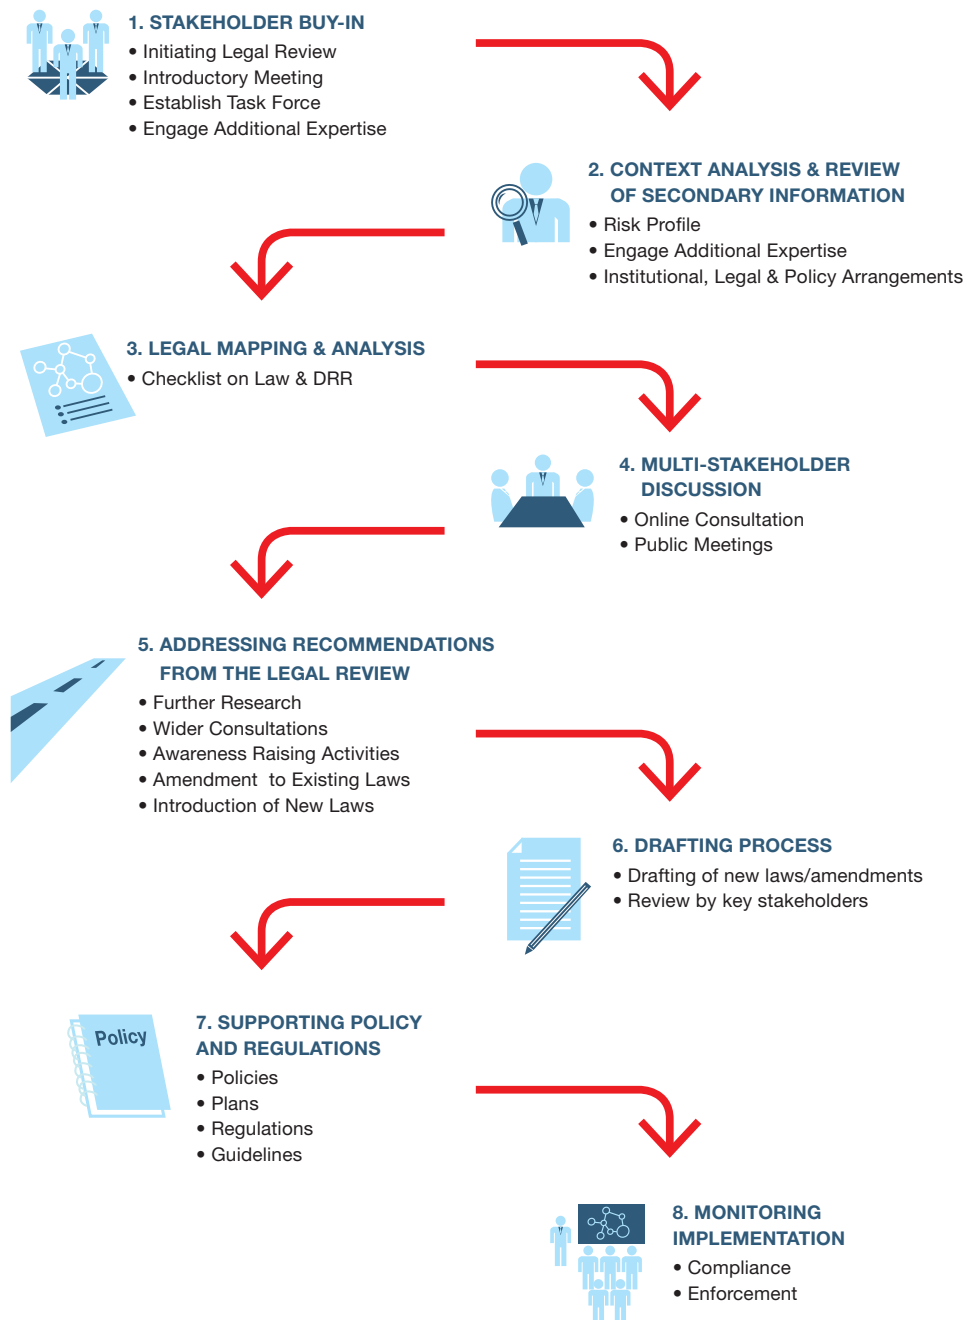 1. STAKEHOLDER BUY-IN
• Initiating Legal Review
• Introductory Meeting
• Establish Task Force
• Engage Additional Expertise
2. CONTEXT ANALYSIS & REVIEW
OF SECONDARY INFORMATION
• Risk Profile
• Engage Additional Expertise
• Institutional, Legal & Policy Arrangements
3. LEGAL MAPPING & ANALYSIS
• Checklist on Law & DRR
4. MULTI-STAKEHOLDER
DISCUSSION
• Online Consultation
• Public Meetings
5. ADDRESSING RECOMMENDATIONS
FROM THE LEGAL REVIEW
• Further Research
• Wider Consultations
• Awareness Raising Activities
• Amendment  to Existing Laws
• Introduction of New Laws
6. DRAFTING PROCESS
• Drafting of new laws/amendments
• Review by key stakeholders
Policy
7. SUPPORTING POLICY
AND REGULATIONS
• Policies
• Plans
• Regulations
• Guidelines
8. MONITORING
IMPLEMENTATION
• Compliance
• Enforcement